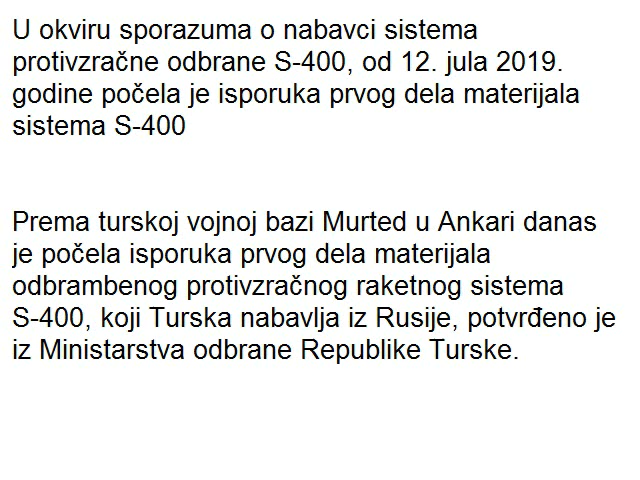 U okviru sporazuma o nabavci sistema
protivzračne odbrane S-400, od 12. jula 2019.
godine počela je isporuka prvog dela materijala
sistema S-400
Prema turskoj vojnoj bazi Murted u Ankari danas
je počela isporuka prvog dela materijala
odbrambenog protivzračnog raketnog sistema
S-400, koji Turska nabavlja iz Rusije, potvrđeno je
iz Ministarstva odbrane Republike Turske.